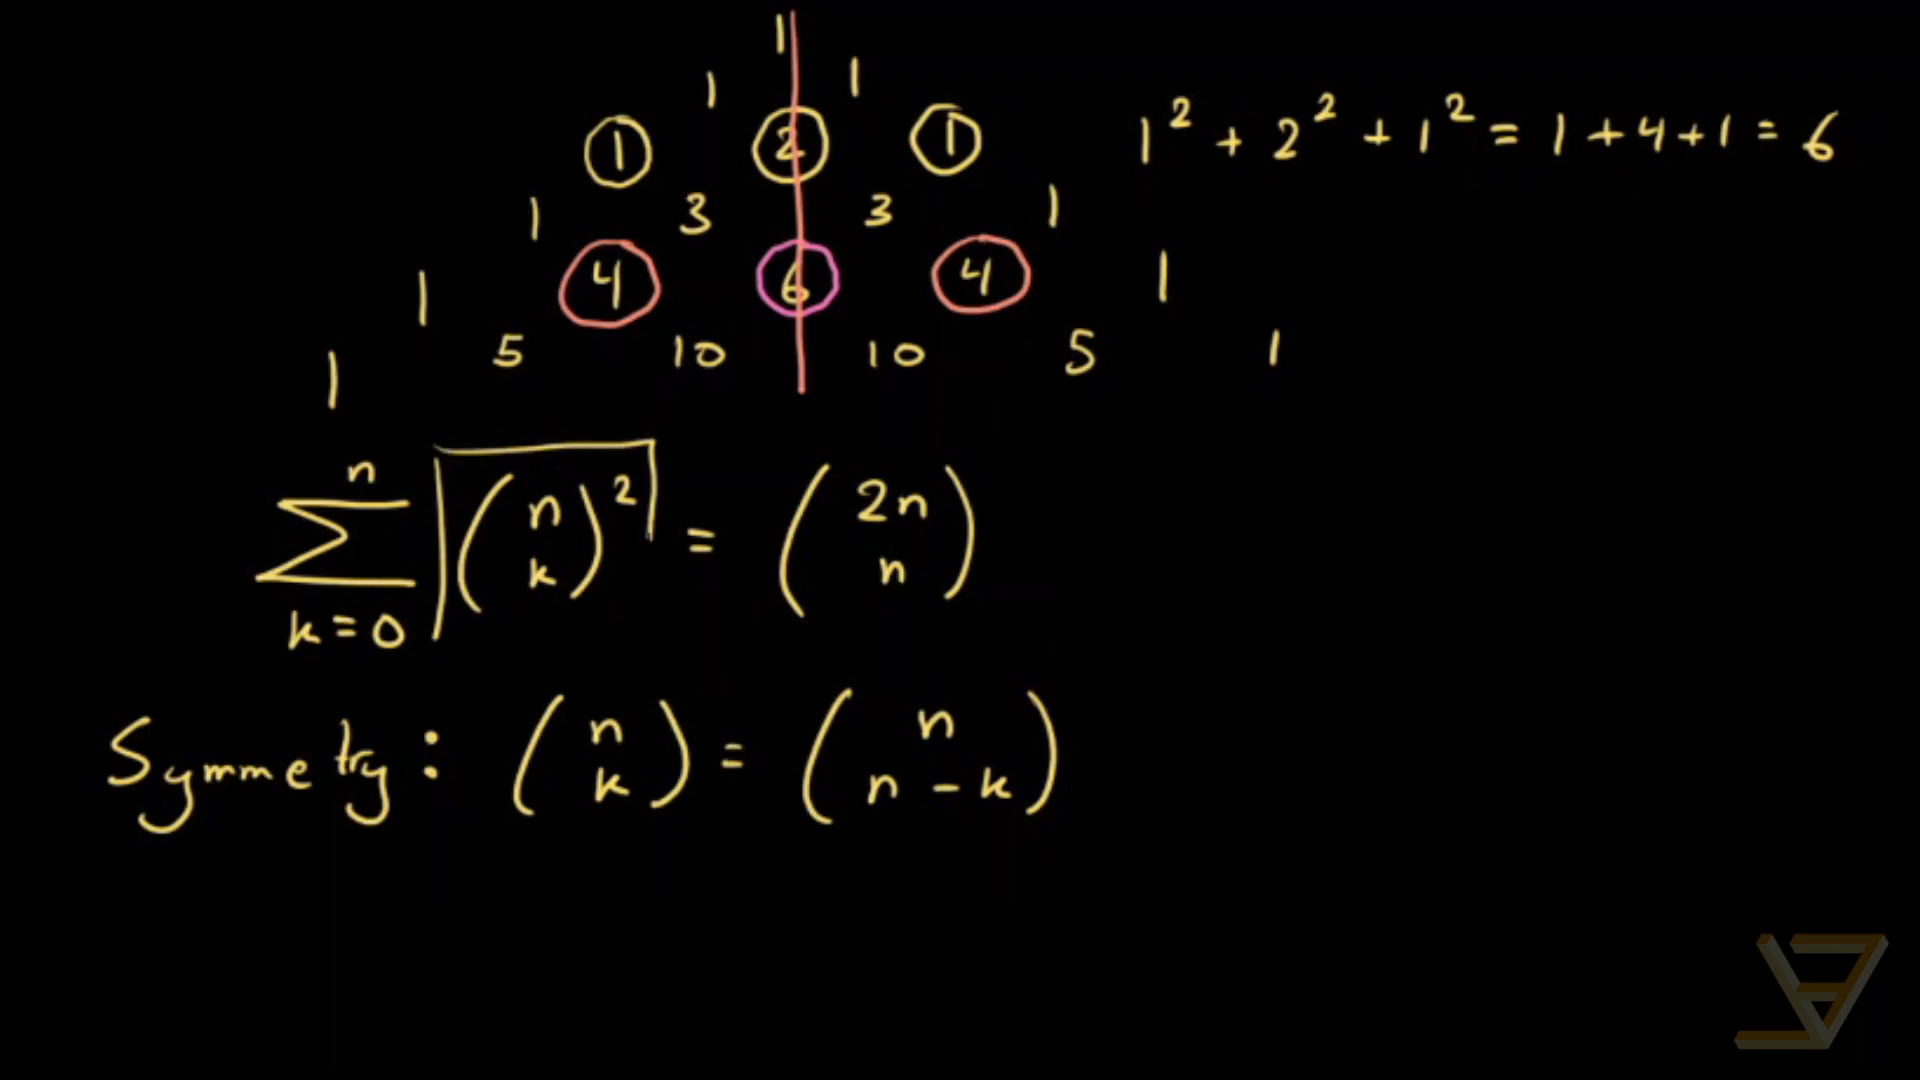 1
1 1
1 2 1 1² + 2² + 1² = 1 + 4 + 1 = 6
1 3 3 1
1 4 6 4 1
1 5 10 10 5 1
n
∑ (n k)² = (2n n)
k = 0
Symmetry: (n k) = (n n - k)